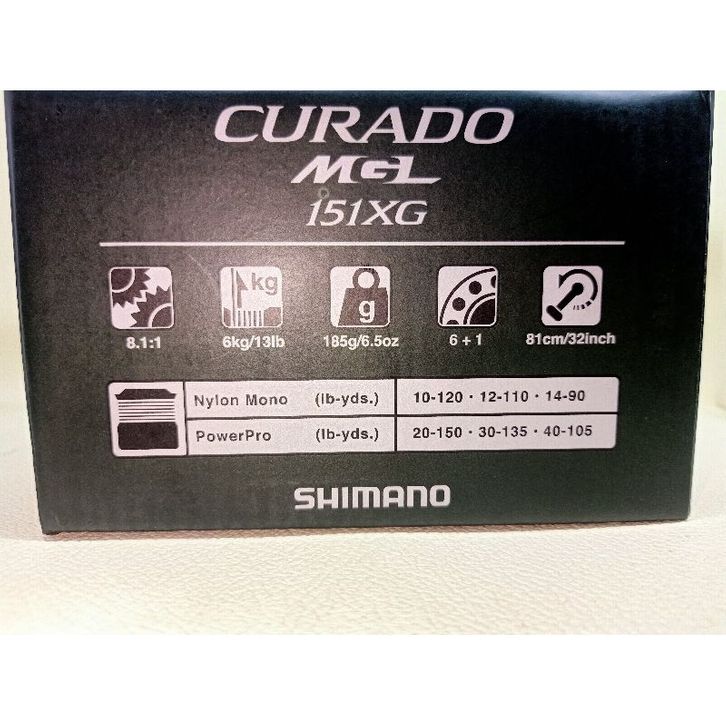 CURADO
MGL
151XG
kg
g
8.1:1 6kg/13lb 185g/6.5oz 6 + 1 81cm/32inch
Nylon Mono (lb-yds.) 10-120 · 12-110 · 14-90
PowerPro (lb-yds.) 20-150 · 30-135 · 40-105
SHIMANO